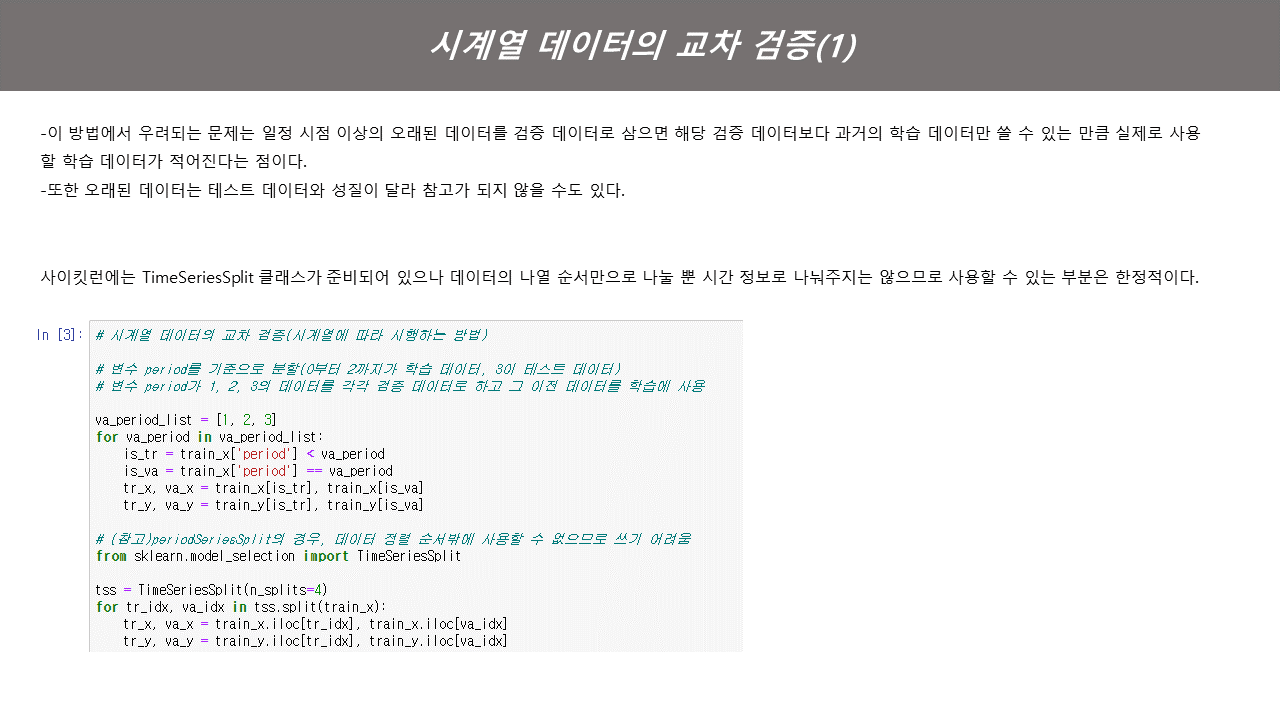 시계열 데이터의 교차 검증(1)
-이 방법에서 우려되는 문제는 일정 시점 이상의 오래된 데이터를 검증 데이터로 삼으면 해당 검증 데이터보다 과거의 학습 데이터만 쓸 수 있는 만큼 실제로 사용
할 학습 데이터가 적어진다는 점이다.
-또한 오래된 데이터는 테스트 데이터와 성질이 달라 참고가 되지 않을 수도 있다.
사이킷런에는 TimeSeriesSplit 클래스가 준비되어 있으나 데이터의 나열 순서만으로 나눌 뿐 시간 정보로 나눠주지는 않으므로 사용할 수 있는 부분은 한정적이다.
In [3]: # 시계열 데이터의 교차 검증(시계열에 따라 시행하는 방법)
# 변수 period를 기준으로 분할(0부터 2까지가 학습 데이터, 3이 테스트 데이터)
# 변수 period가 1, 2, 3의 데이터를 각각 검증 데이터로 하고 그 이전 데이터를 학습에 사용
va_period_list = [1, 2, 3]
for va_period in va_period_list:
    is_tr = train_x['period'] < va_period
    is_va = train_x['period'] == va_period
    tr_x, va_x = train_x[is_tr], train_x[is_va]
    tr_y, va_y = train_y[is_tr], train_y[is_va]
# (참고)periodSeriesSplit의 경우, 데이터 정렬 순서밖에 사용할 수 없으므로 쓰기 어려움
from sklearn.model_selection import TimeSeriesSplit
tss = TimeSeriesSplit(n_splits=4)
for tr_idx, va_idx in tss.split(train_x):
    tr_x, va_x = train_x.iloc[tr_idx], train_x.iloc[va_idx]
    tr_y, va_y = train_y.iloc[tr_idx], train_y.iloc[va_idx]